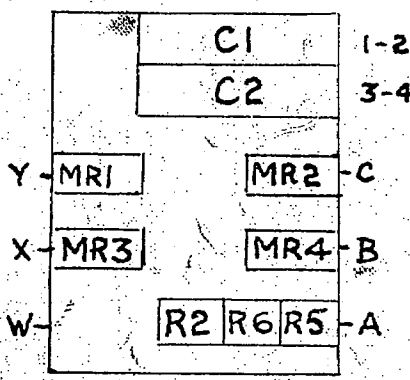 C1 1-2
C2 3-4
Y MR1 MR2 C
X MR3 MR4 B
W R2 R6 R5 A